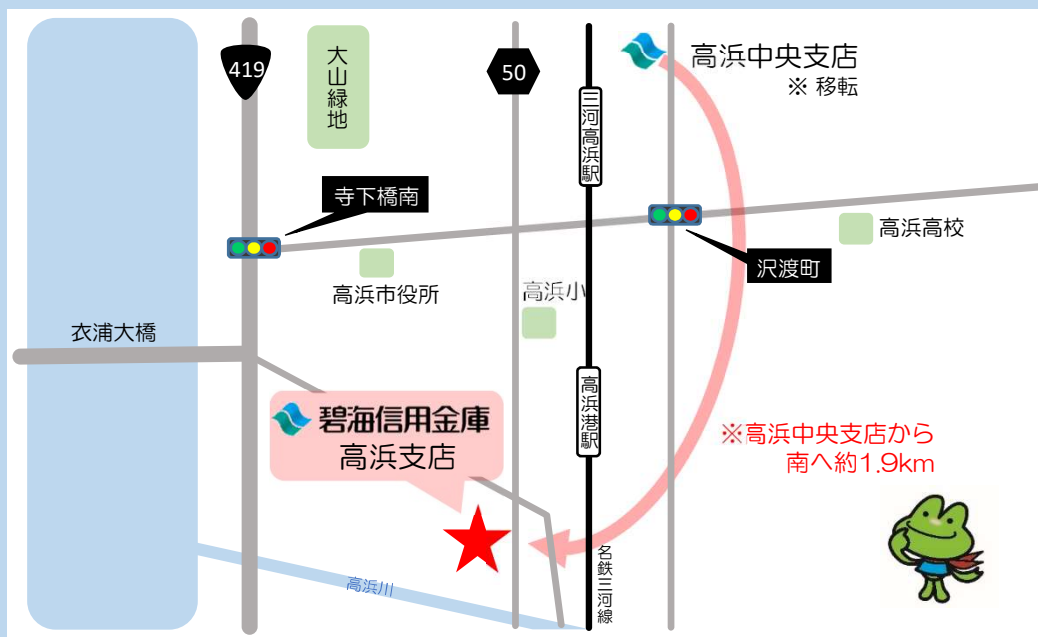 419
大山緑地
50
三河高浜駅
高浜中央支店
※ 移転
寺下橋南
高浜高校
沢渡町
高浜市役所
高浜小
衣浦大橋
高浜港駅
碧海信用金庫
高浜支店
※高浜中央支店から
南へ約1.9km
名鉄三河線
高浜川